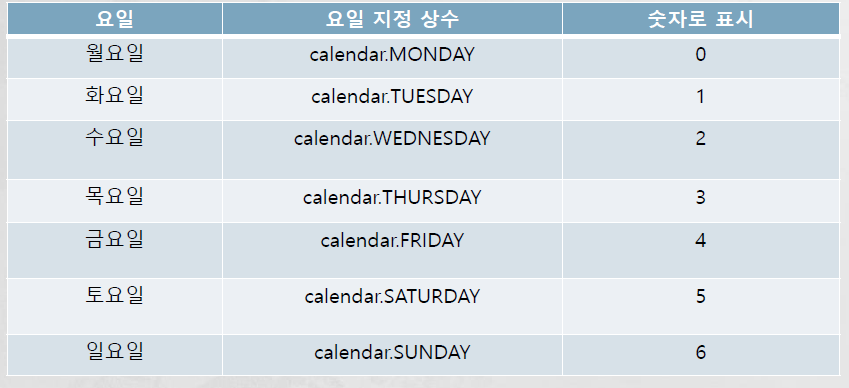 요일 요일 지정 상수 숫자로 표시
월요일 calendar.MONDAY 0
화요일 calendar.TUESDAY 1
수요일 calendar.WEDNESDAY 2
목요일 calendar.THURSDAY 3
금요일 calendar.FRIDAY 4
토요일 calendar.SATURDAY 5
일요일 calendar.SUNDAY 6